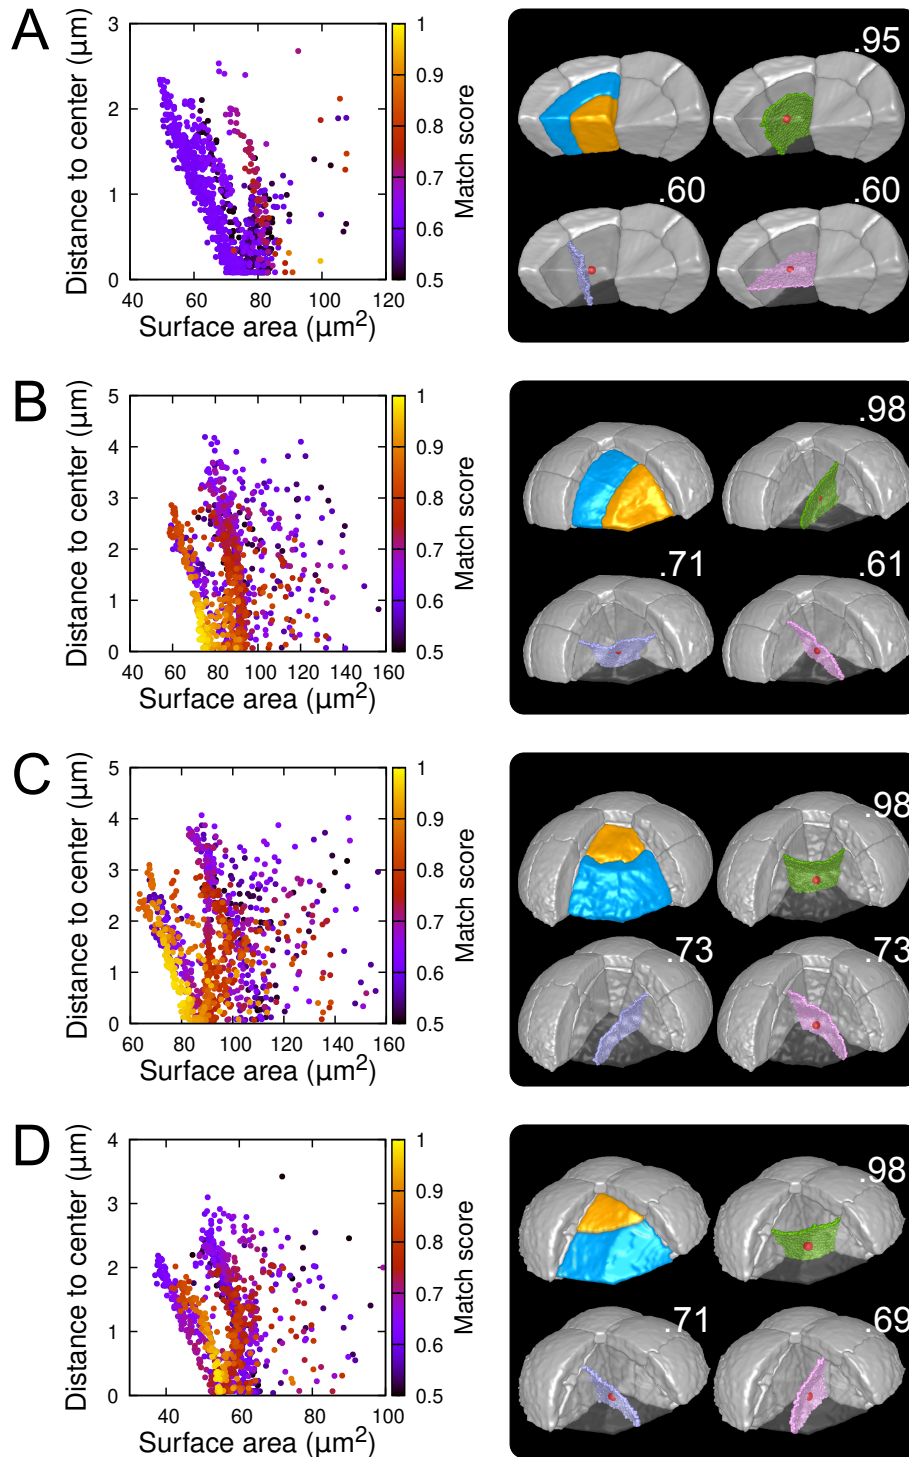 A
Distance to center (µm)
3
2
1
0
40 60 80 100 120
Surface area (µm²)
1
0.9
0.8
0.7
0.6
0.5
Match score
.95
.60 .60
B
Distance to center (µm)
5
4
3
2
1
0
40 60 80 100 120 140 160
Surface area (µm²)
1
0.9
0.8
0.7
0.6
0.5
Match score
.98
.71 .61
C
Distance to center (µm)
5
4
3
2
1
0
60 80 100 120 140 160
Surface area (µm²)
1
0.9
0.8
0.7
0.6
0.5
Match score
.98
.73 .73
D
Distance to center (µm)
4
3
2
1
0
40 60 80 100
Surface area (µm²)
1
0.9
0.8
0.7
0.6
0.5
Match score
.98
.71 .69